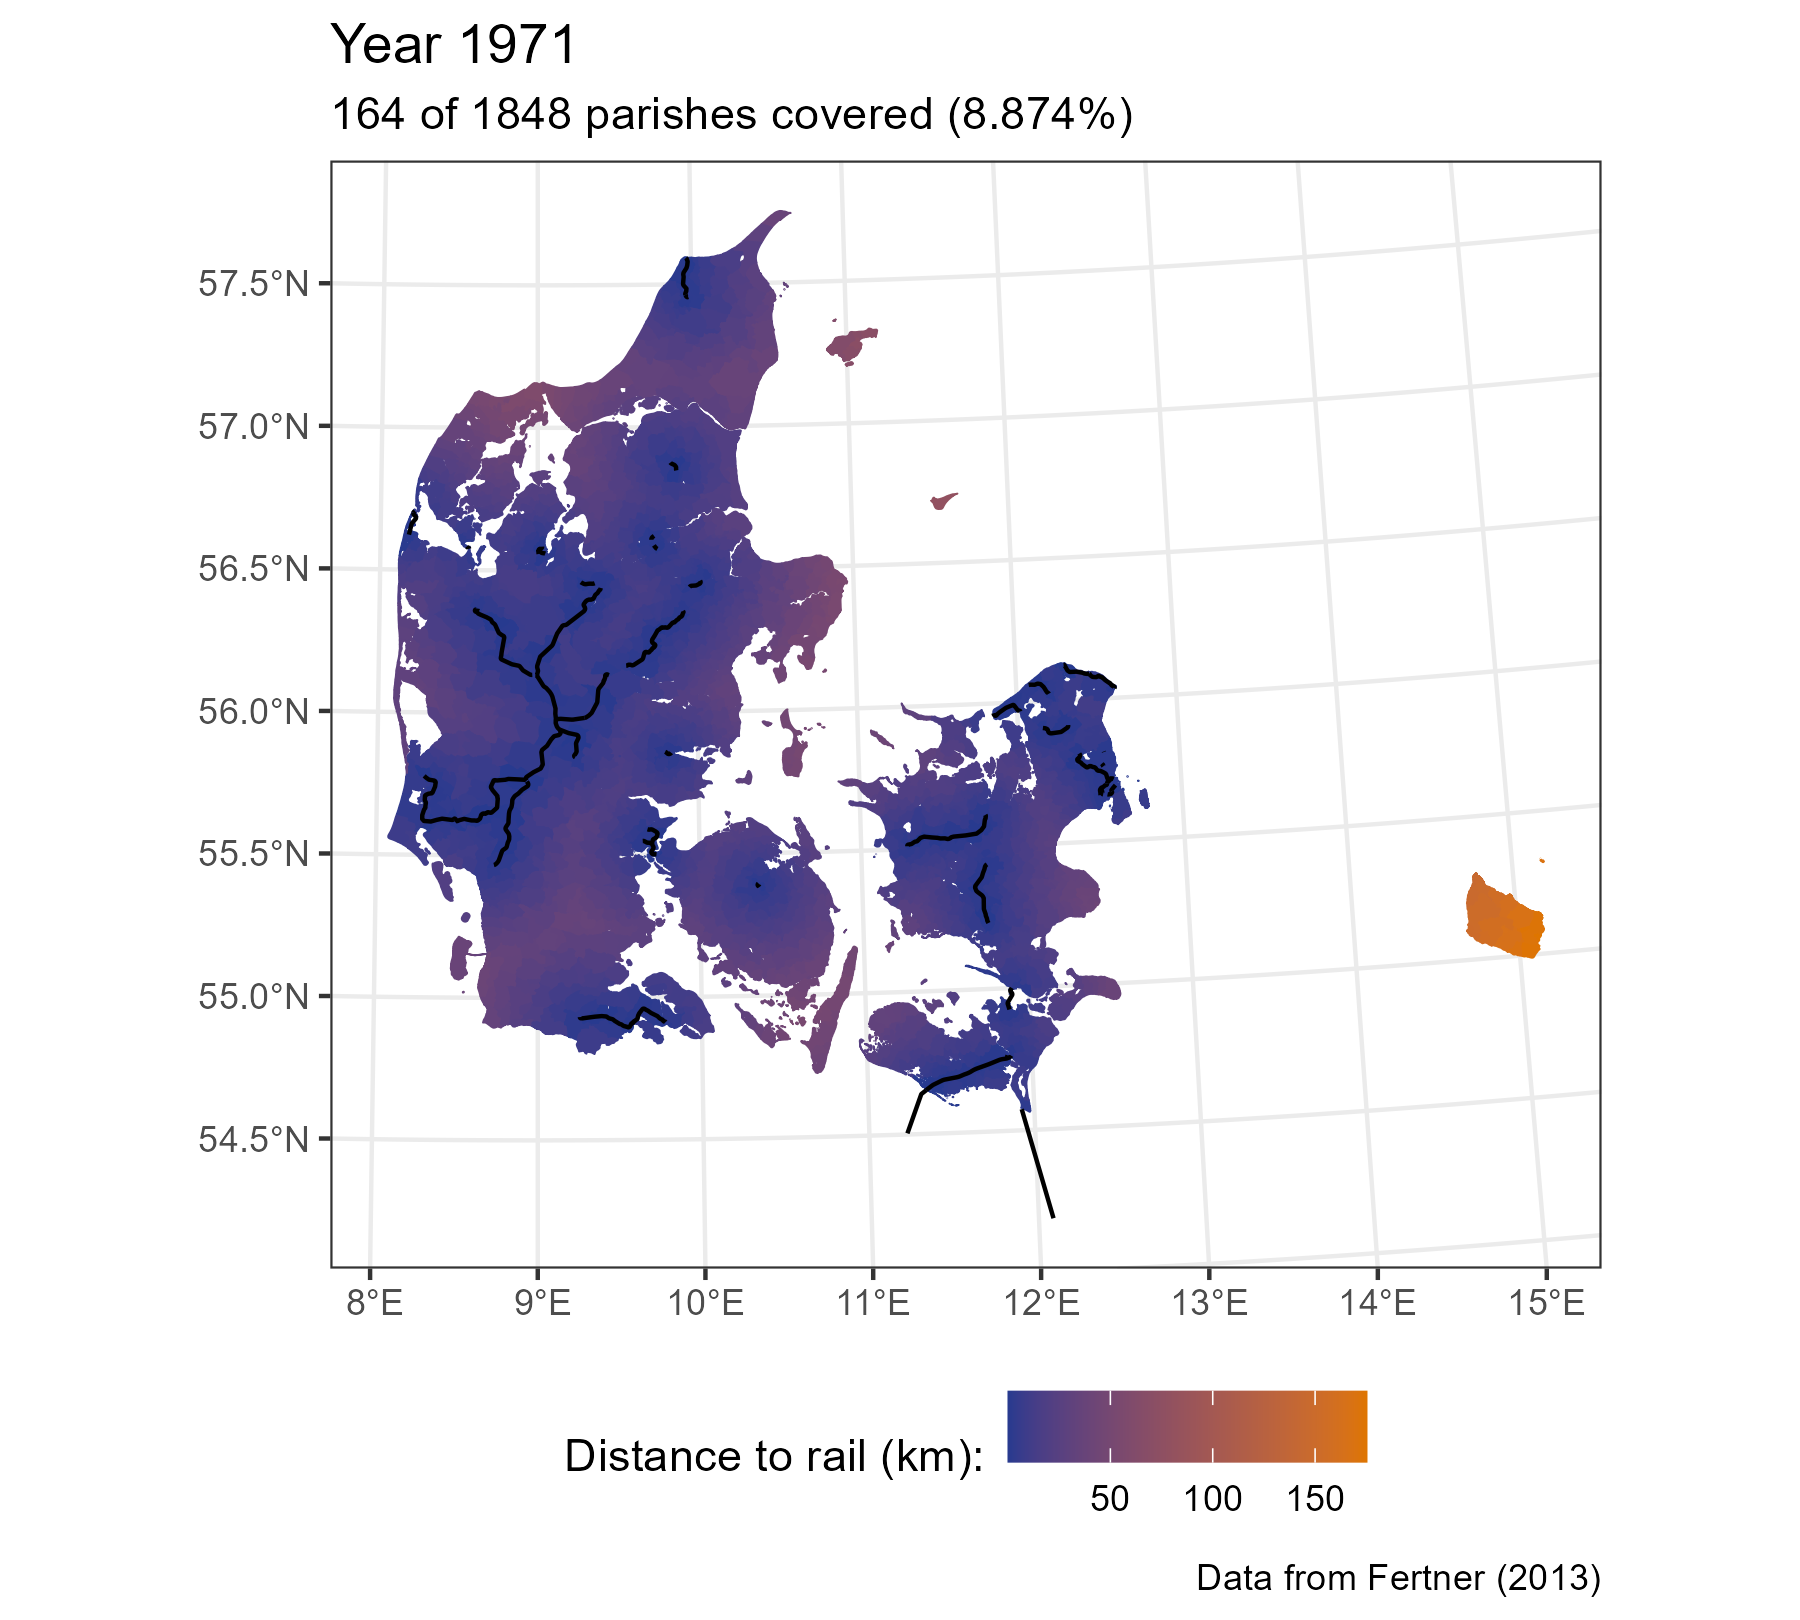 Year 1971
164 of 1848 parishes covered (8.874%)
57.5°N
57.0°N
56.5°N
56.0°N
55.5°N
55.0°N
54.5°N
8°E 9°E 10°E 11°E 12°E 13°E 14°E 15°E
Distance to rail (km):
50 100 150
Data from Fertner (2013)